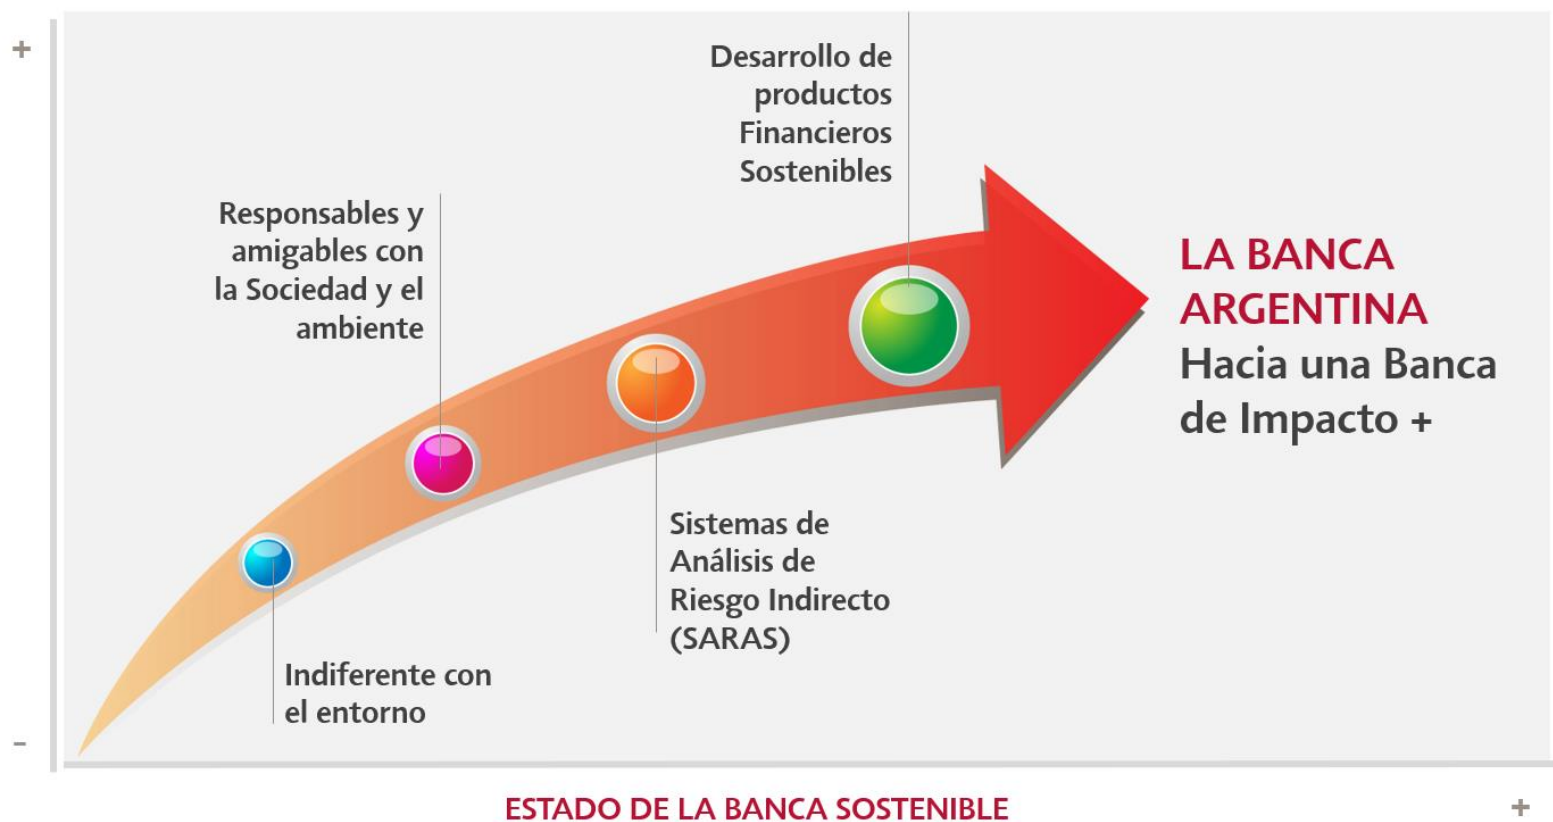 +
Desarrollo de
productos
Financieros
Sostenibles
Responsables y
amigables con
la Sociedad y el
ambiente
LA BANCA
ARGENTINA
Hacia una Banca
de Impacto +
Sistemas de
Análisis de
Riesgo Indirecto
(SARAS)
Indiferente con
el entorno
-
ESTADO DE LA BANCA SOSTENIBLE
+